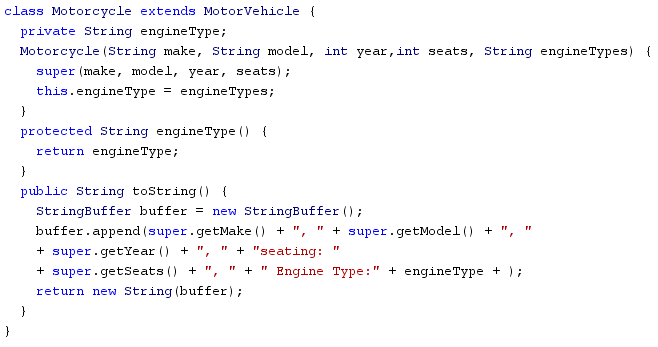 class Motorcycle extends MotorVehicle {
  private String engineType;
  Motorcycle(String make, String model, int year,int seats, String engineTypes) {
    super(make, model, year, seats);
    this.engineType = engineTypes;
  }
  protected String engineType() {
    return engineType;
  }
  public String toString() {
    StringBuffer buffer = new StringBuffer();
    buffer.append(super.getMake() + ", " + super.getModel() + ", "
    + super.getYear() + ", " + "seating: "
    + super.getSeats() + ", " + " Engine Type:" + engineType + );
    return new String(buffer);
  }
}